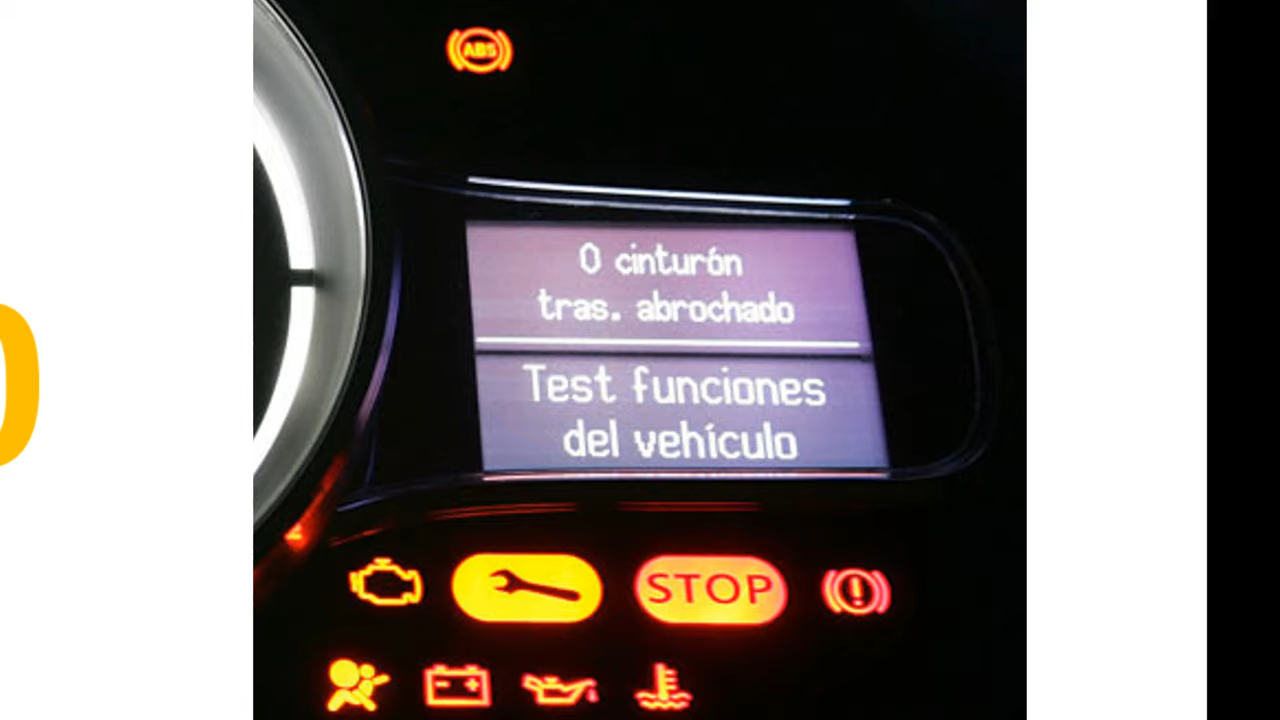 ABS
0 cinturón
tras. abrochado
Test funciones
del vehículo
STOP